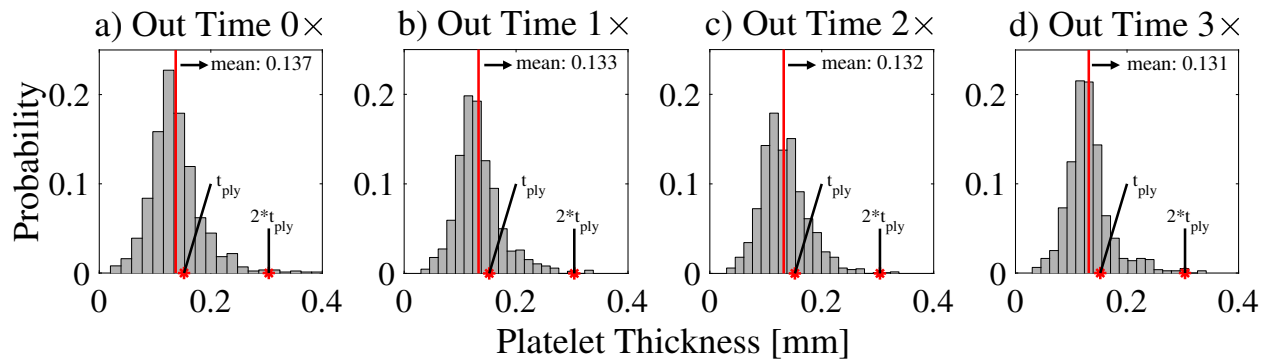 a) Out Time 0×
b) Out Time 1×
c) Out Time 2×
d) Out Time 3×
mean: 0.137
mean: 0.133
mean: 0.132
mean: 0.131
Probability
0.2
0.1
0
0.2
0.1
0
0.2
0.1
0
0.2
0.1
0
t_ply
2*t_ply
t_ply
2*t_ply
t_ply
2*t_ply
t_ply
2*t_ply
0 0.2 0.4
0 0.2 0.4
0 0.2 0.4
0 0.2 0.4
Platelet Thickness [mm]